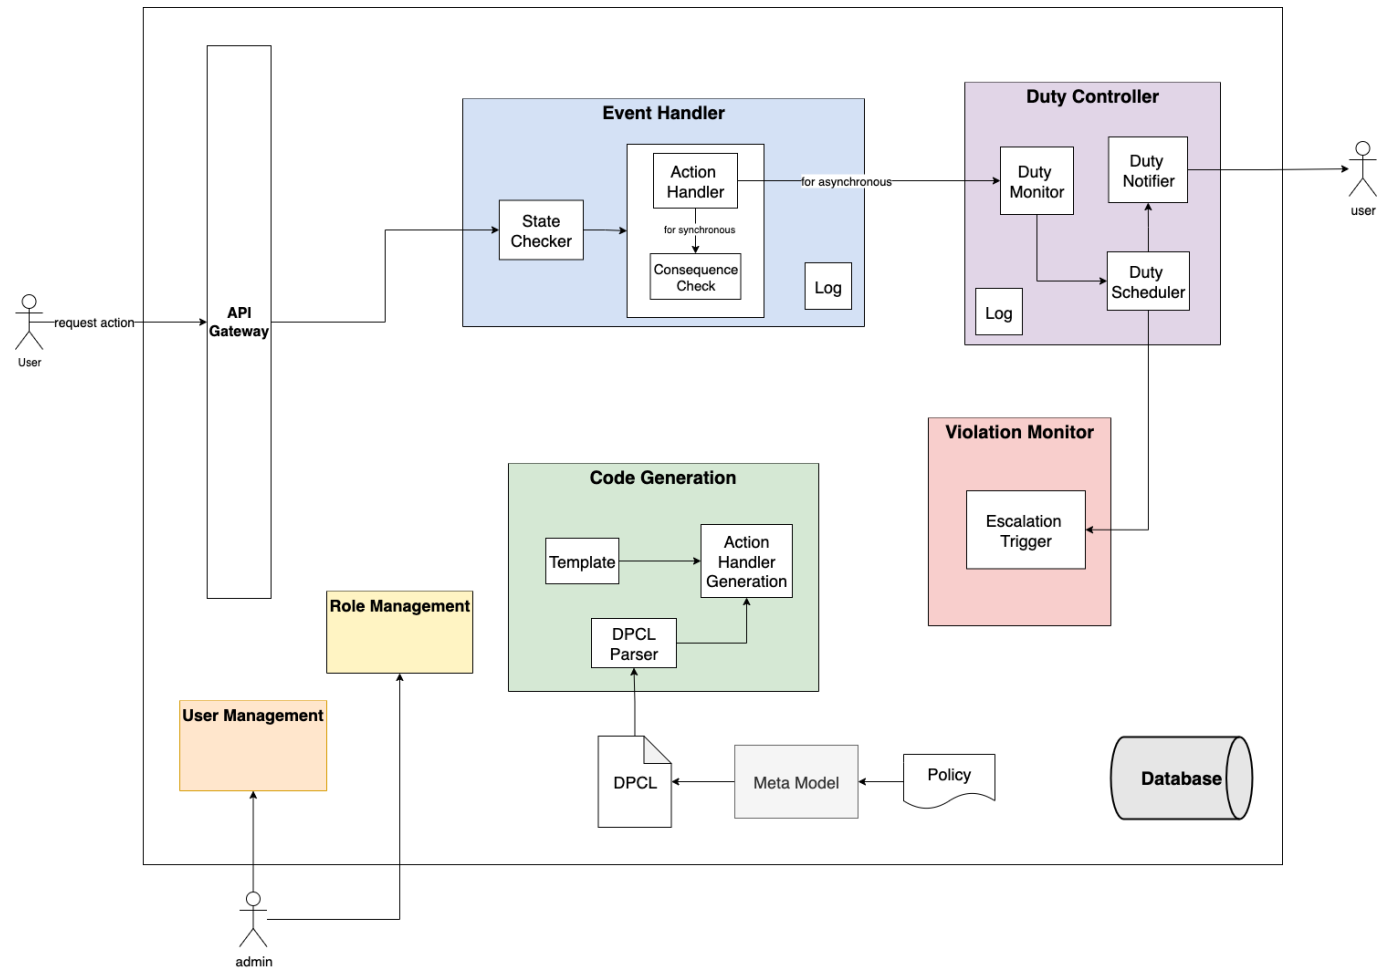 Event Handler
Duty Controller
Action
Handler
for asynchronous
Duty
Monitor
Duty
Notifier
user
State
Checker
for synchronous
Consequence
Check
Log
Duty
Scheduler
Log
request action
User
API
Gateway
Violation Monitor
Escalation
Trigger
Code Generation
Template
Action
Handler
Generation
DPCL
Parser
Role Management
User Management
DPCL
Meta Model
Policy
Database
admin